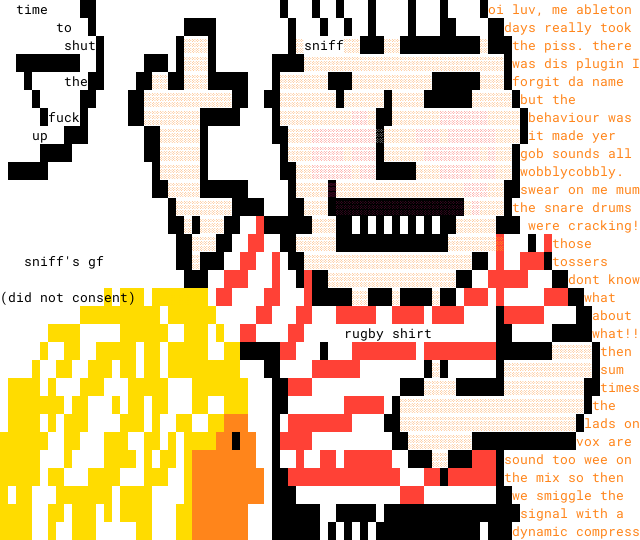 time
to
shut
the
fuck
up
sniff
sniff's gf
(did not consent)
rugby shirt
oi luv, me ableton
days really took
the piss. there
was dis plugin I
forgit da name
but the
behaviour was
it made yer
gob sounds all
wobblycobbly.
swear on me mum
the snare drums
were cracking!
those
tossers
dont know
what
about
what!!
then
sum
times
the
lads on
vox are
sound too wee on
the mix so then
we smiggle the
signal with a
dynamic compress